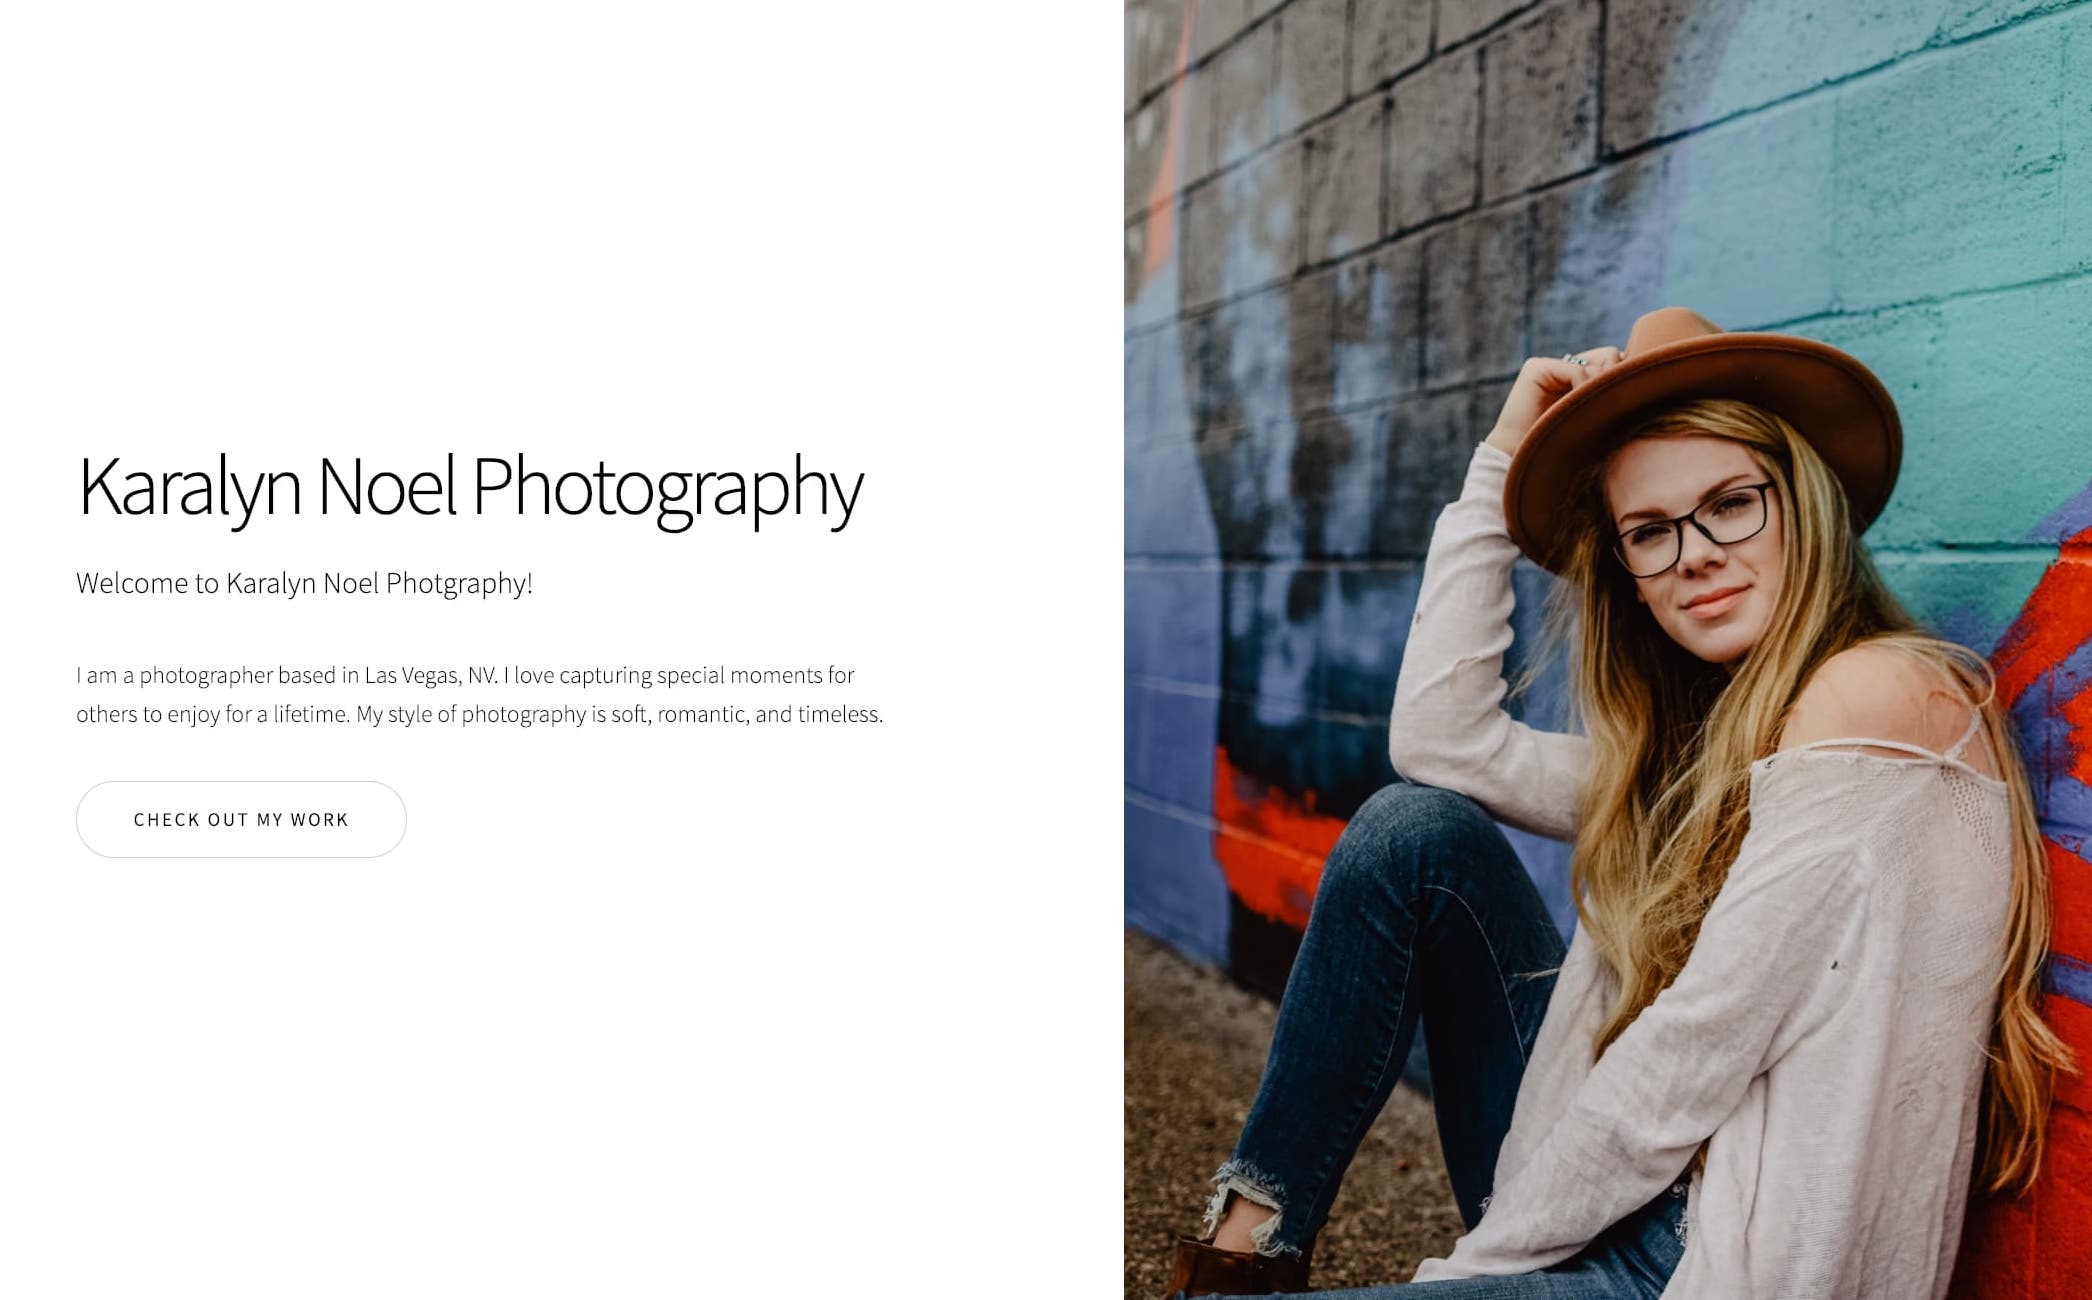 Karalyn Noel Photography
Welcome to Karalyn Noel Photgraphy!
I am a photographer based in Las Vegas, NV. I love capturing special moments for
others to enjoy for a lifetime. My style of photography is soft, romantic, and timeless.
CHECK OUT MY WORK